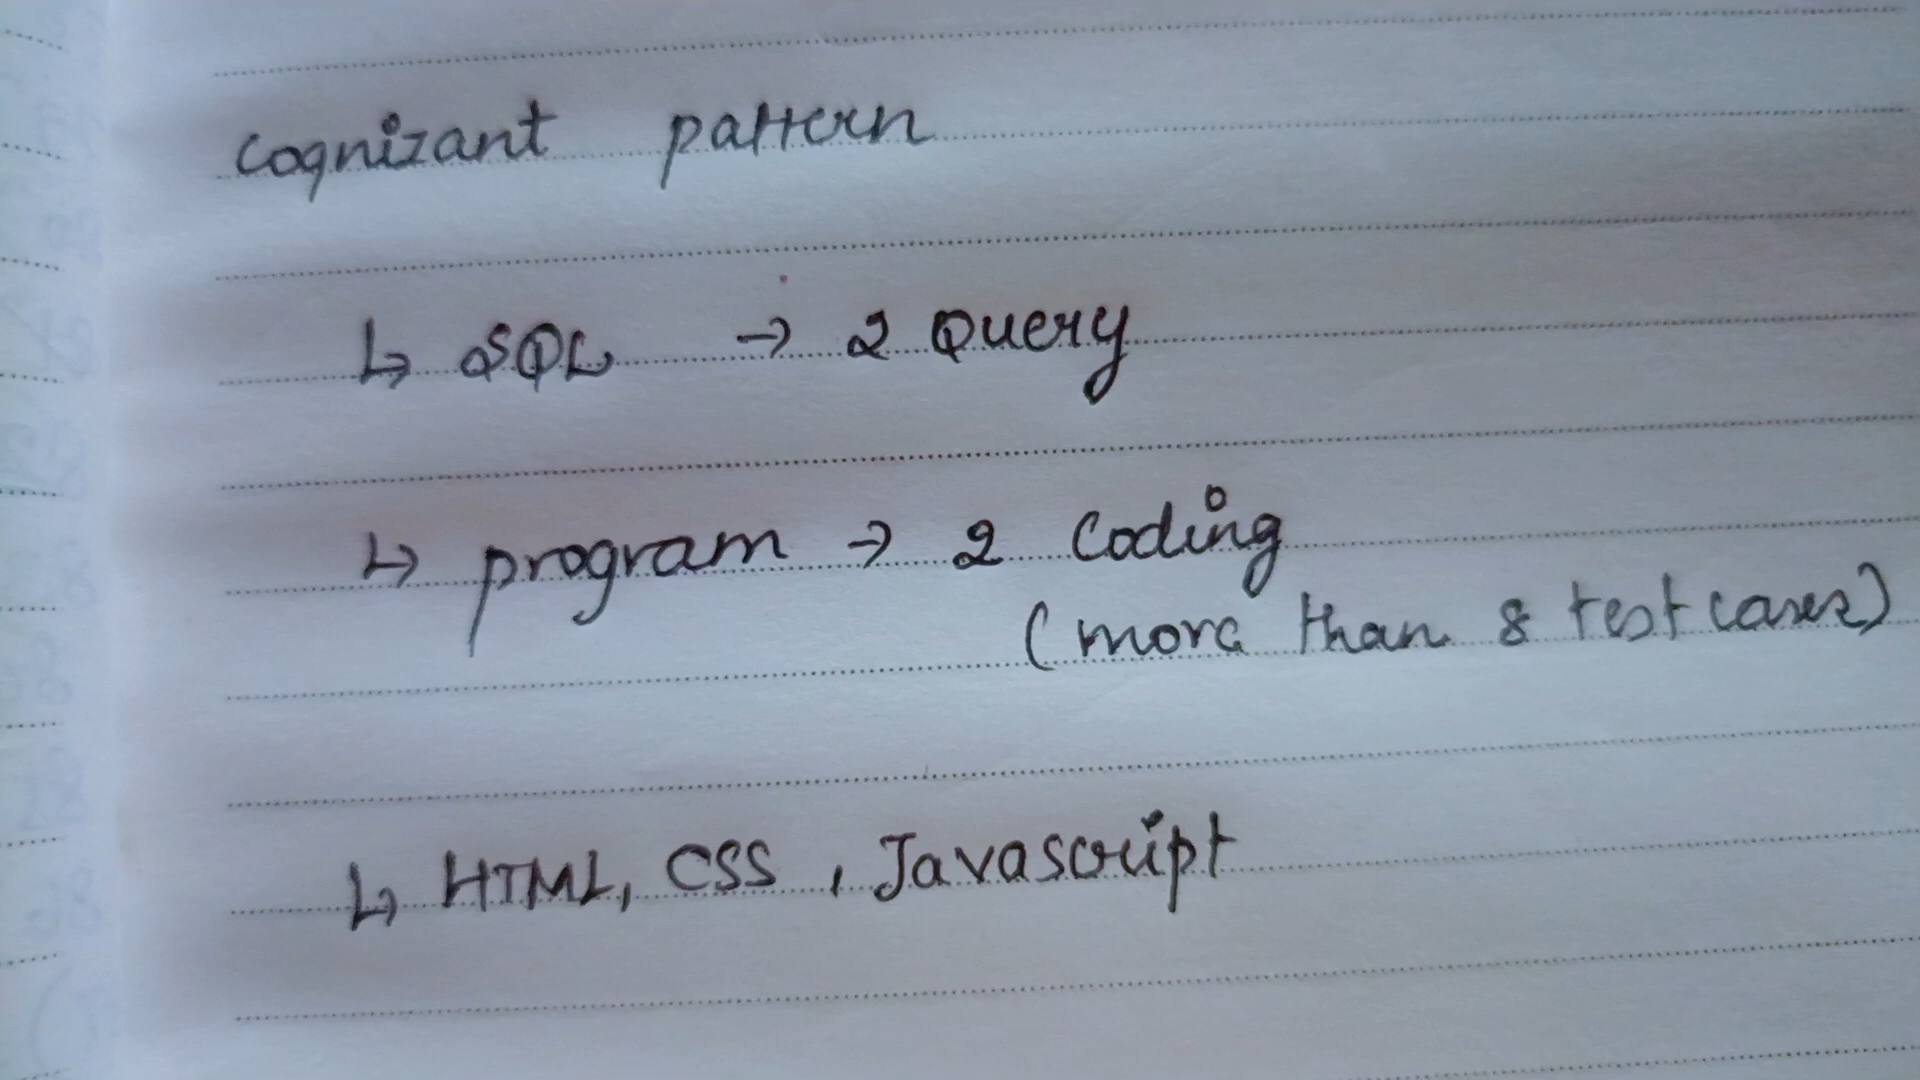 cognizant pattern
↳ SQL → 2 Query
↳ program → 2 Coding
(more than 8 test cases)
↳ HTML, CSS, Javascript